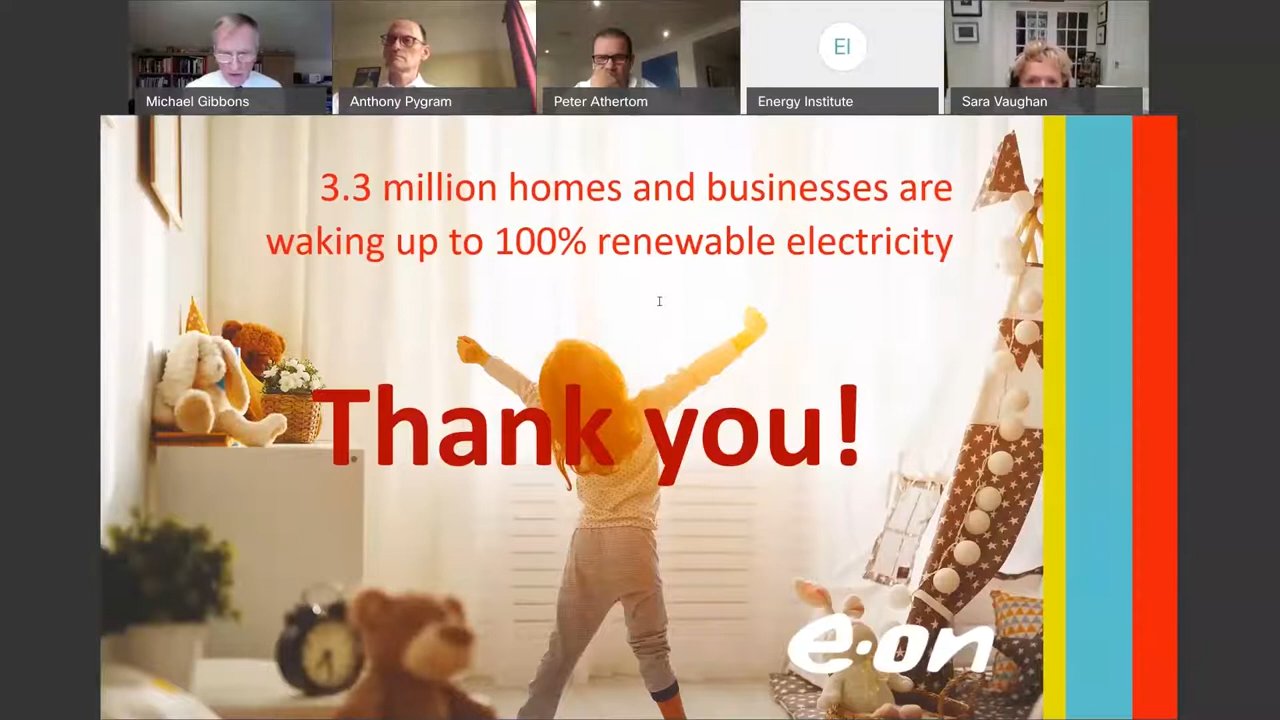 EI
Michael Gibbons
Anthony Pygram
Peter Athertom
Energy Institute
Sara Vaughan
3.3 million homes and businesses are
waking up to 100% renewable electricity
Thank you!
e·on